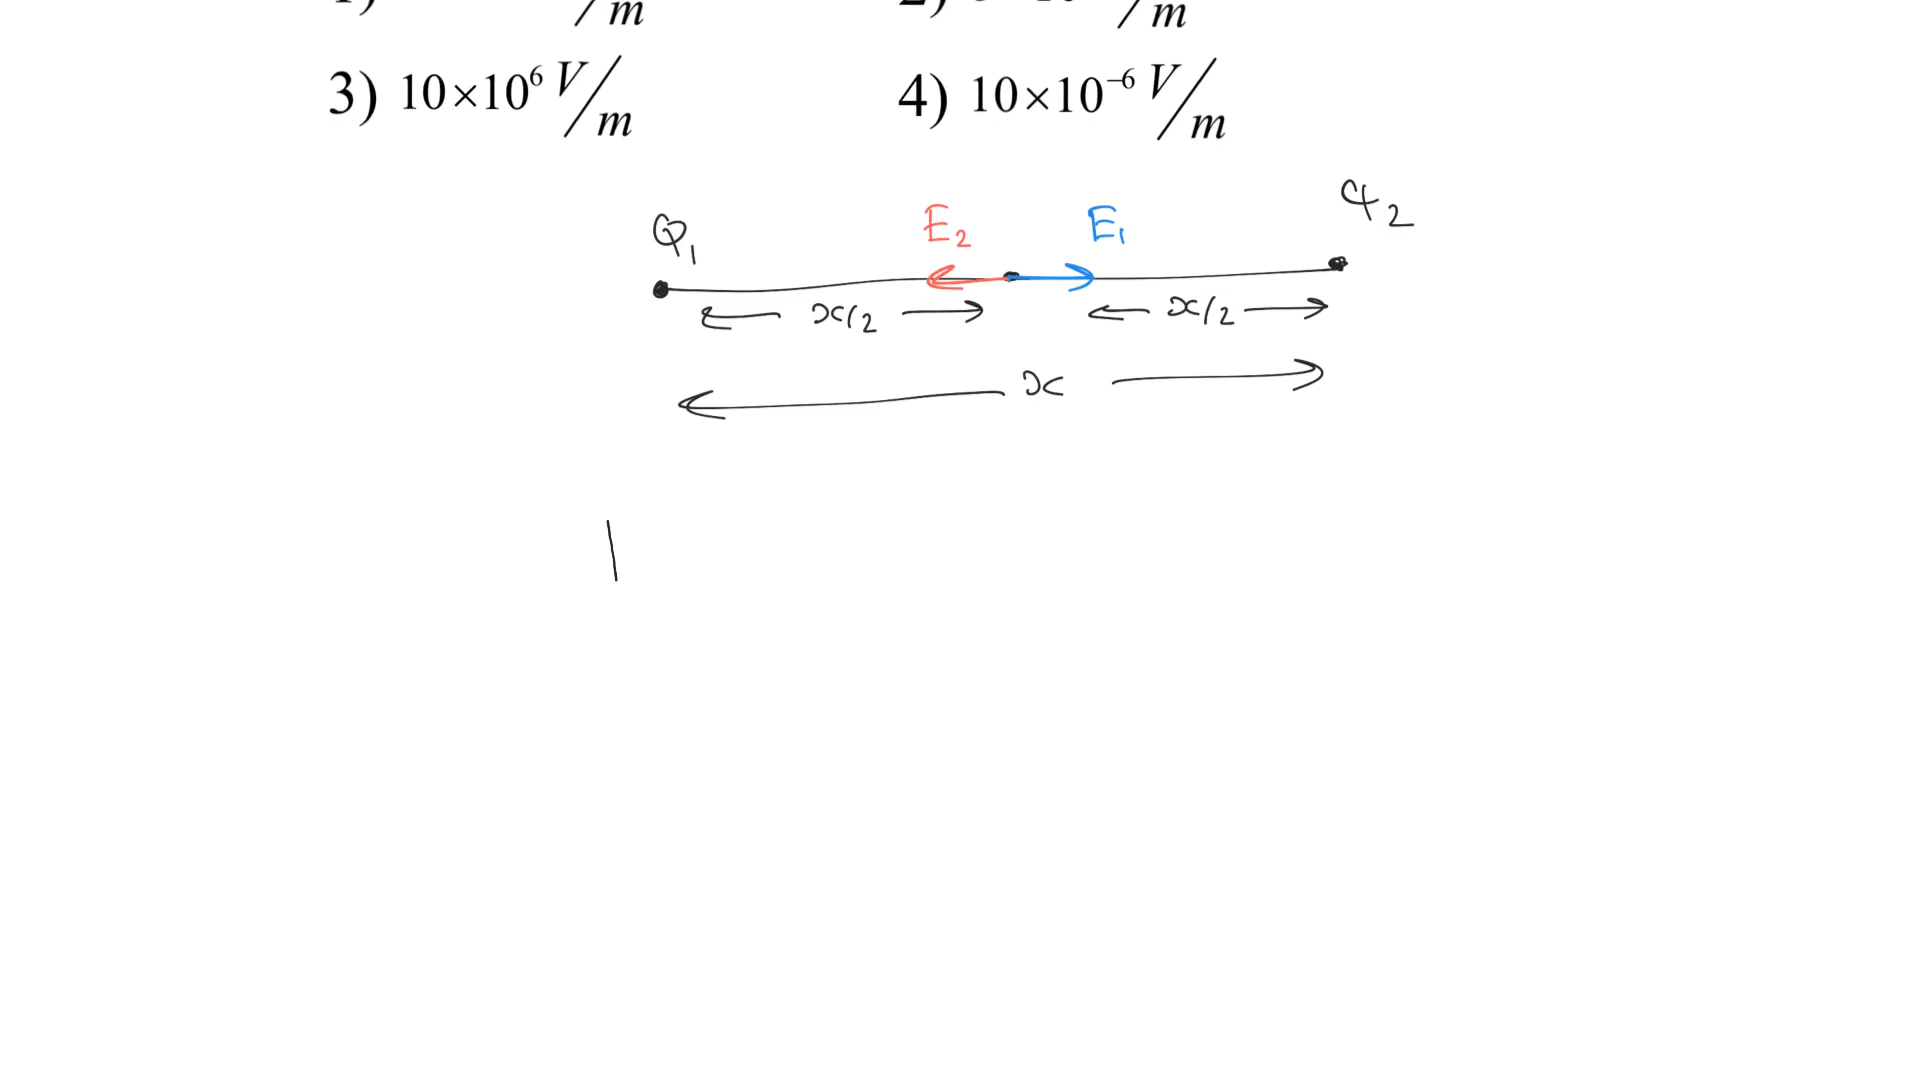 /m /m
3) 10×10⁶ V/m 4) 10×10⁻⁶ V/m
Q₁ E₂ E₁ q₂
x/2 x/2
x